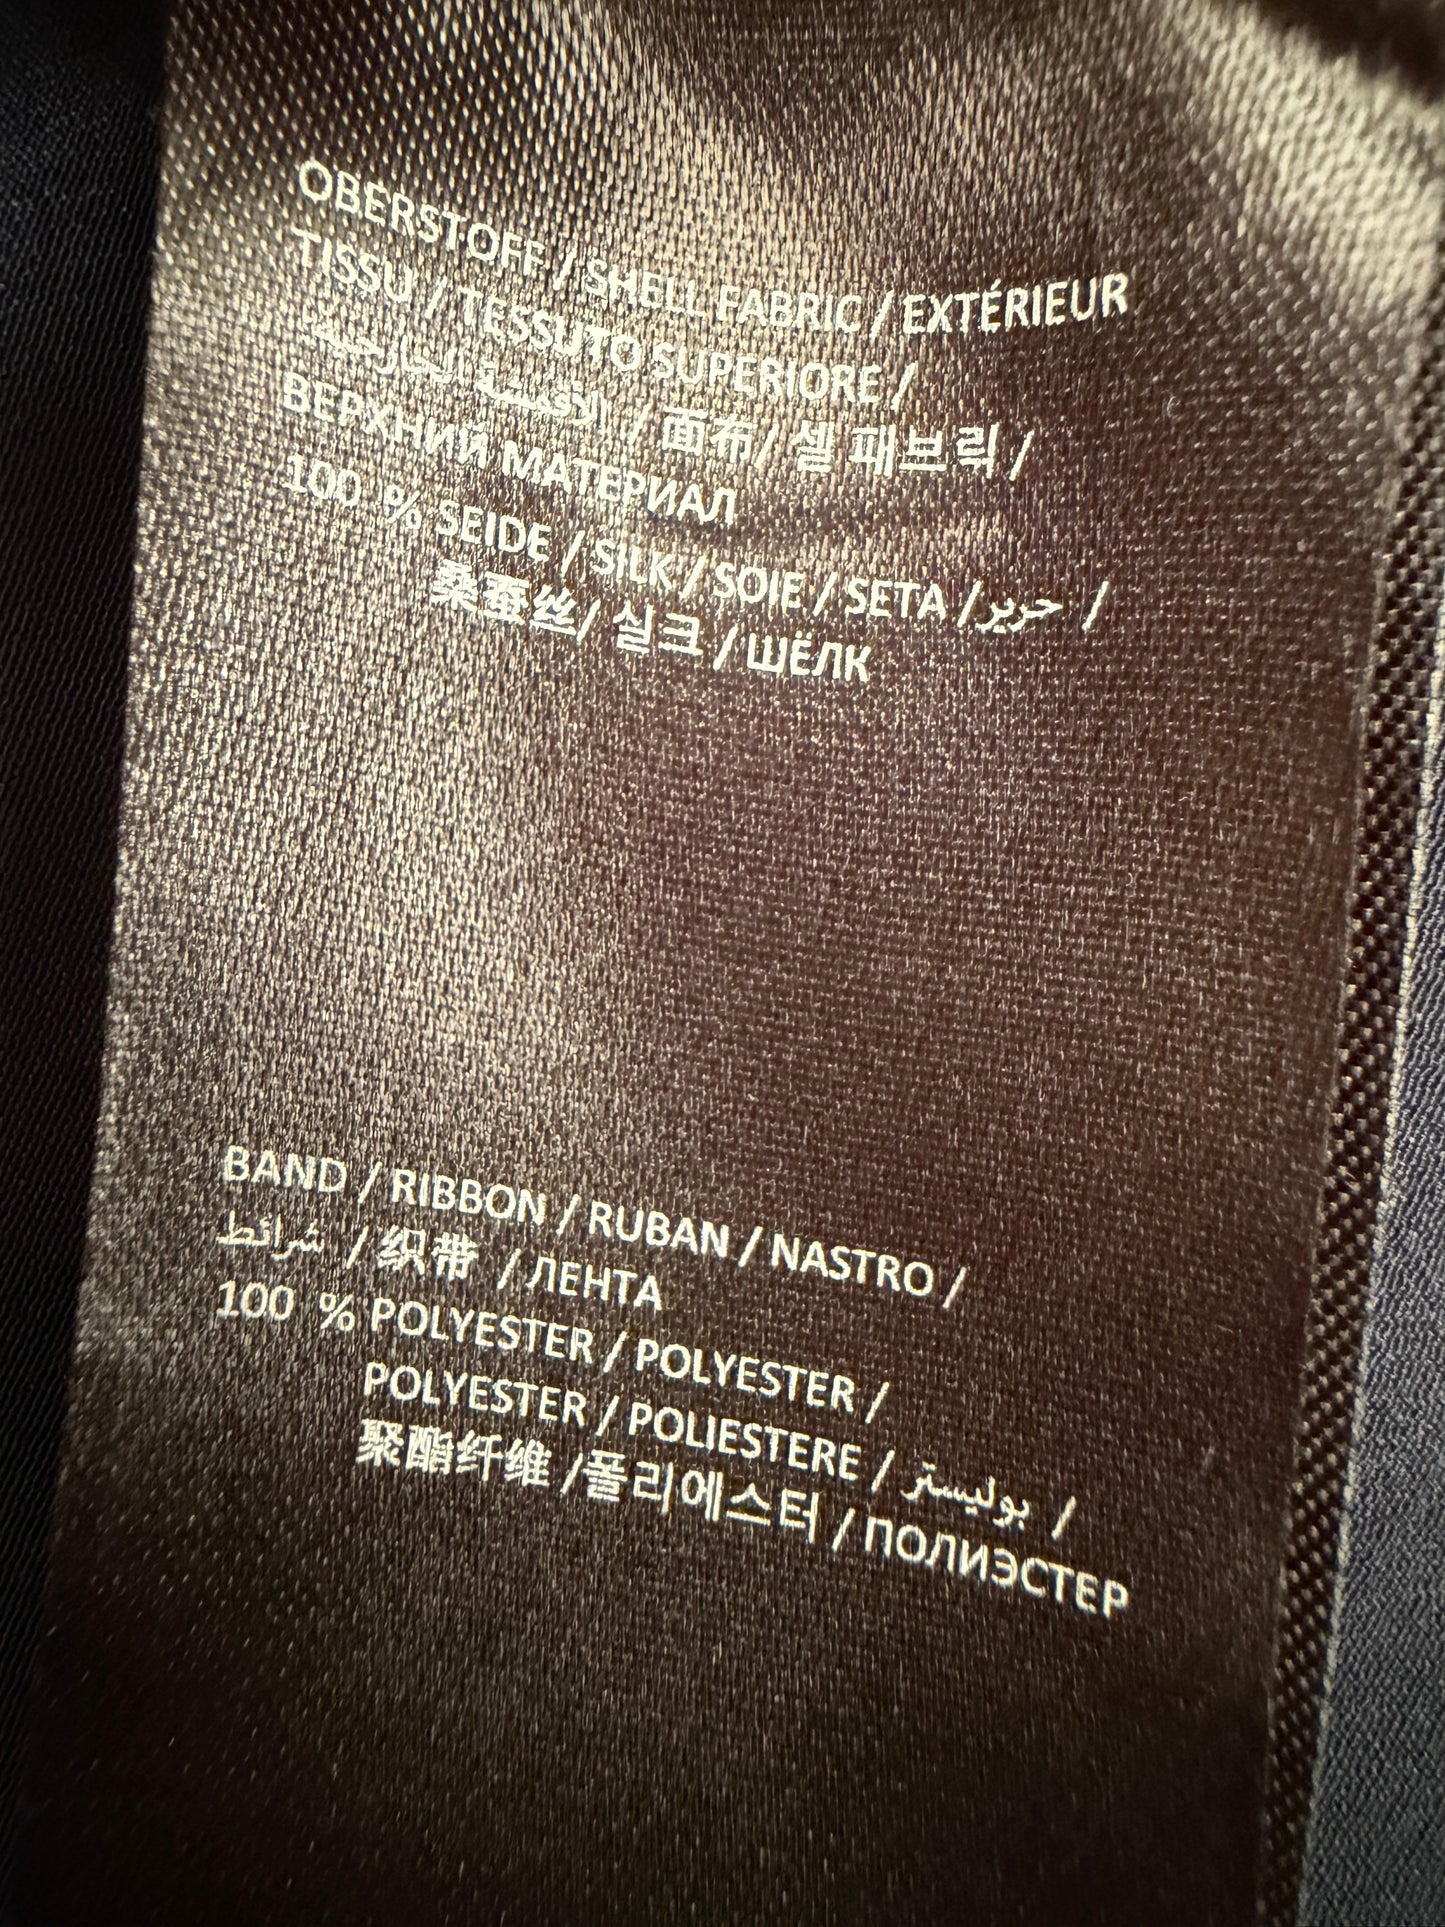 OBERSTOFF / SHELL FABRIC / EXTÉRIEUR
TISSU / TESSUTO SUPERIORE /
الأقمشة الخارجية / 面布/ 셀 패브릭 /
ВЕРХНИЙ МАТЕРИАЛ
100 % SEIDE / SILK / SOIE / SETA / حرير /
桑蚕丝/ 실크 / ШЁЛК
BAND / RIBBON / RUBAN / NASTRO /
شرائط / 织带 / ЛЕНТА
100 % POLYESTER / POLYESTER /
POLYESTER / POLIESTERE / بوليستر /
聚酯纤维 /폴리에스터 / ПОЛИЭСТЕР